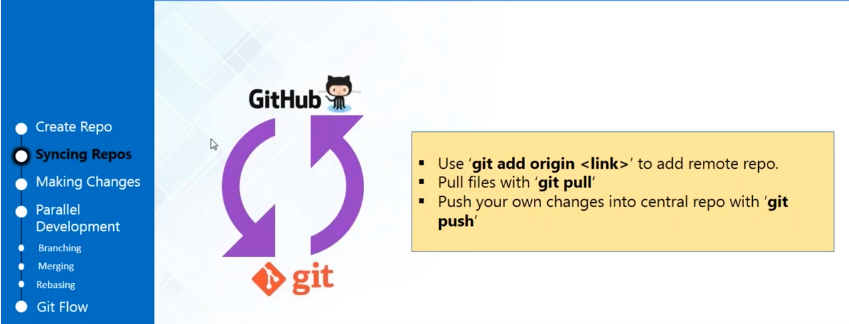 Create Repo
Syncing Repos
Making Changes
Parallel
Development
Branching
Merging
Rebasing
Git Flow
GitHub
git
▪ Use ‘git add origin <link>’ to add remote repo.
▪ Pull files with ‘git pull’
▪ Push your own changes into central repo with ‘git
push’